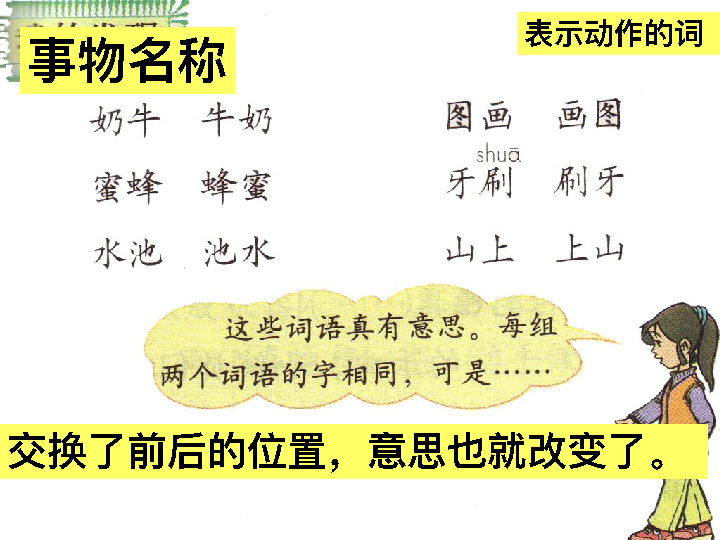 表示动作的词
事物名称
奶牛 牛奶 图画 画图
shuā
蜜蜂 蜂蜜 牙刷 刷牙
水池 池水 山上 上山
这些词语真有意思。每组
两个词语的字相同，可是……
交换了前后的位置，意思也就改变了。